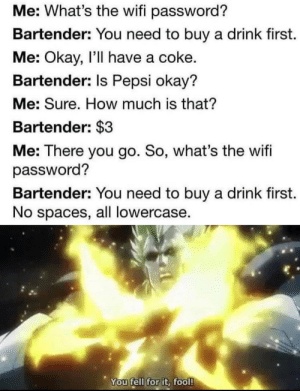 Me: What's the wifi password?
Bartender: You need to buy a drink first.
Me: Okay, I'll have a coke.
Bartender: Is Pepsi okay?
Me: Sure. How much is that?
Bartender: $3
Me: There you go. So, what's the wifi
password?
Bartender: You need to buy a drink first.
No spaces, all lowercase.
You fell for it, fool!